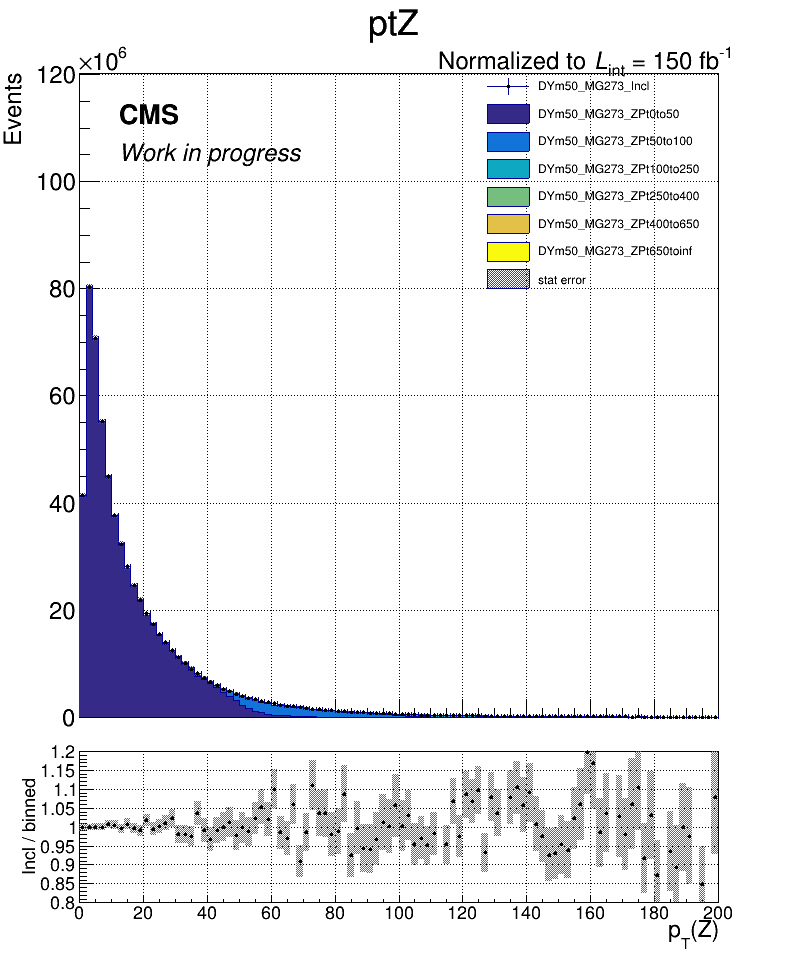 ptZ
×10⁶
Normalized to L_int = 150 fb⁻¹
Events
120
100
80
60
40
20
0
CMS
Work in progress
DYm50_MG273_Incl
DYm50_MG273_ZPt0to50
DYm50_MG273_ZPt50to100
DYm50_MG273_ZPt100to250
DYm50_MG273_ZPt250to400
DYm50_MG273_ZPt400to650
DYm50_MG273_ZPt650toinf
stat error
Incl / binned
1.2
1.15
1.1
1.05
1
0.95
0.9
0.85
0.8
0 20 40 60 80 100 120 140 160 180 200
p_T(Z)